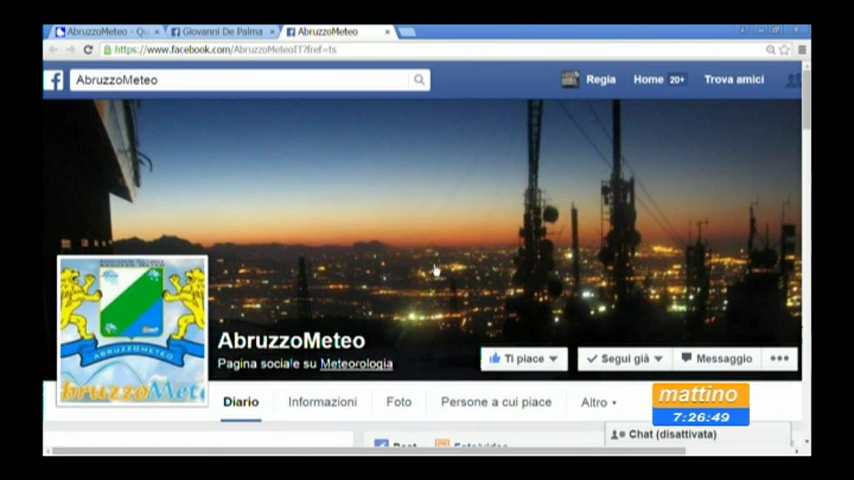 AbruzzoMeteo - Qu
Giovanni De Palma
AbruzzoMeteo
https://www.facebook.com/AbruzzoMeteoIT?fref=ts
AbruzzoMeteo
Regia
Home 20+
Trova amici
ABRUZZOMETEO
AbruzzoMeteo
Pagina sociale su Meteorologia
Ti piace
Segui già
Messaggio
Diario
Informazioni
Foto
Persone a cui piace
Altro
mattino
7:26:49
Chat (disattivata)